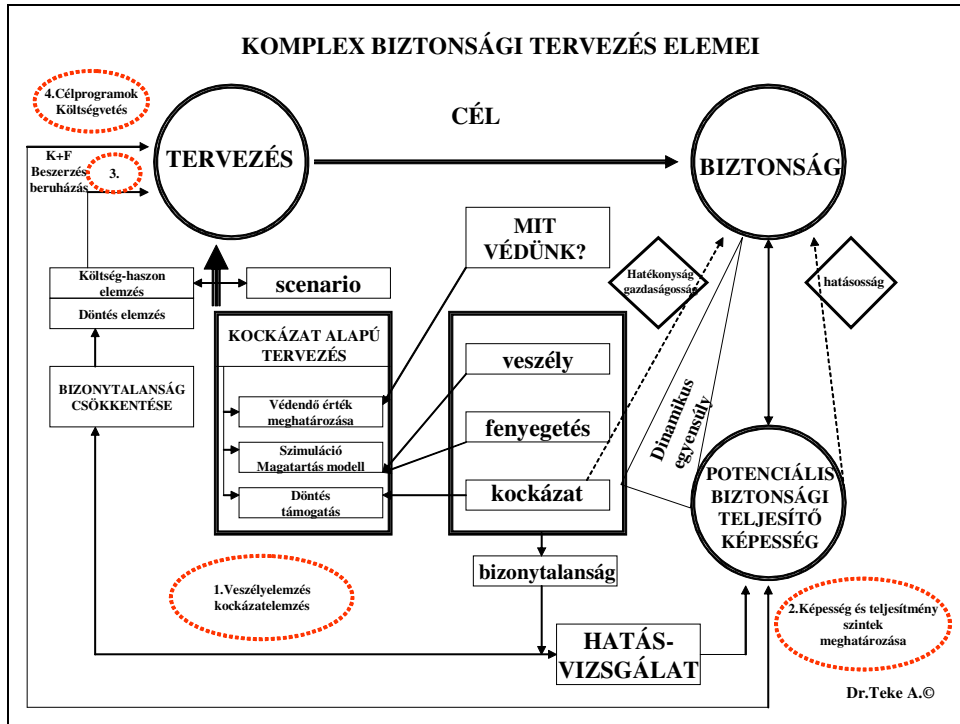 KOMPLEX BIZTONSÁGI TERVEZÉS ELEMEI
4.Célprogramok
Költségvetés
CÉL
TERVEZÉS
BIZTONSÁG
K+F
Beszerzés
beruházás
3.
MIT
VÉDÜNK?
Költség-haszon
elemzés
Döntés elemzés
scenario
Hatékonyság
gazdaságosság
hatásosság
KOCKÁZAT ALAPÚ
TERVEZÉS
Védendő érték
meghatározása
Szimuláció
Magatartás modell
Döntés
támogatás
veszély
fenyegetés
kockázat
BIZONYTALANSÁG
CSÖKKENTÉSE
Dinamikus
egyensúly
POTENCIÁLIS
BIZTONSÁGI
TELJESÍTŐ
KÉPESSÉG
bizonytalanság
1.Veszélyelemzés
kockázatelemzés
2.Képesség és teljesítmény
szintek
meghatározása
HATÁS-
VIZSGÁLAT
Dr.Teke A.©